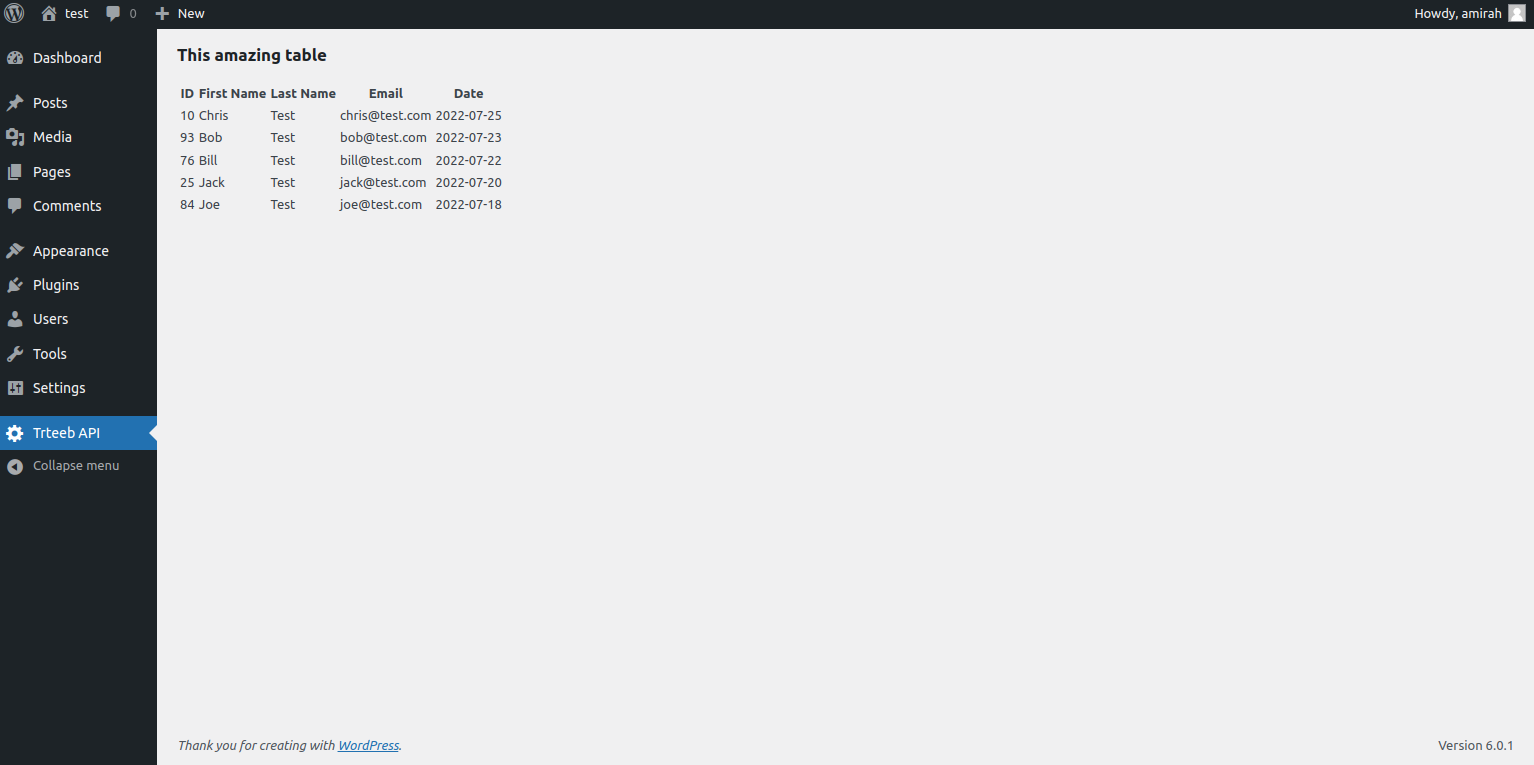 test 0 New Howdy, amirah
Dashboard
Posts
Media
Pages
Comments
Appearance
Plugins
Users
Tools
Settings
Trteeb API
Collapse menu
This amazing table
ID First Name Last Name Email Date
10 Chris Test chris@test.com 2022-07-25
93 Bob Test bob@test.com 2022-07-23
76 Bill Test bill@test.com 2022-07-22
25 Jack Test jack@test.com 2022-07-20
84 Joe Test joe@test.com 2022-07-18
Thank you for creating with WordPress. Version 6.0.1